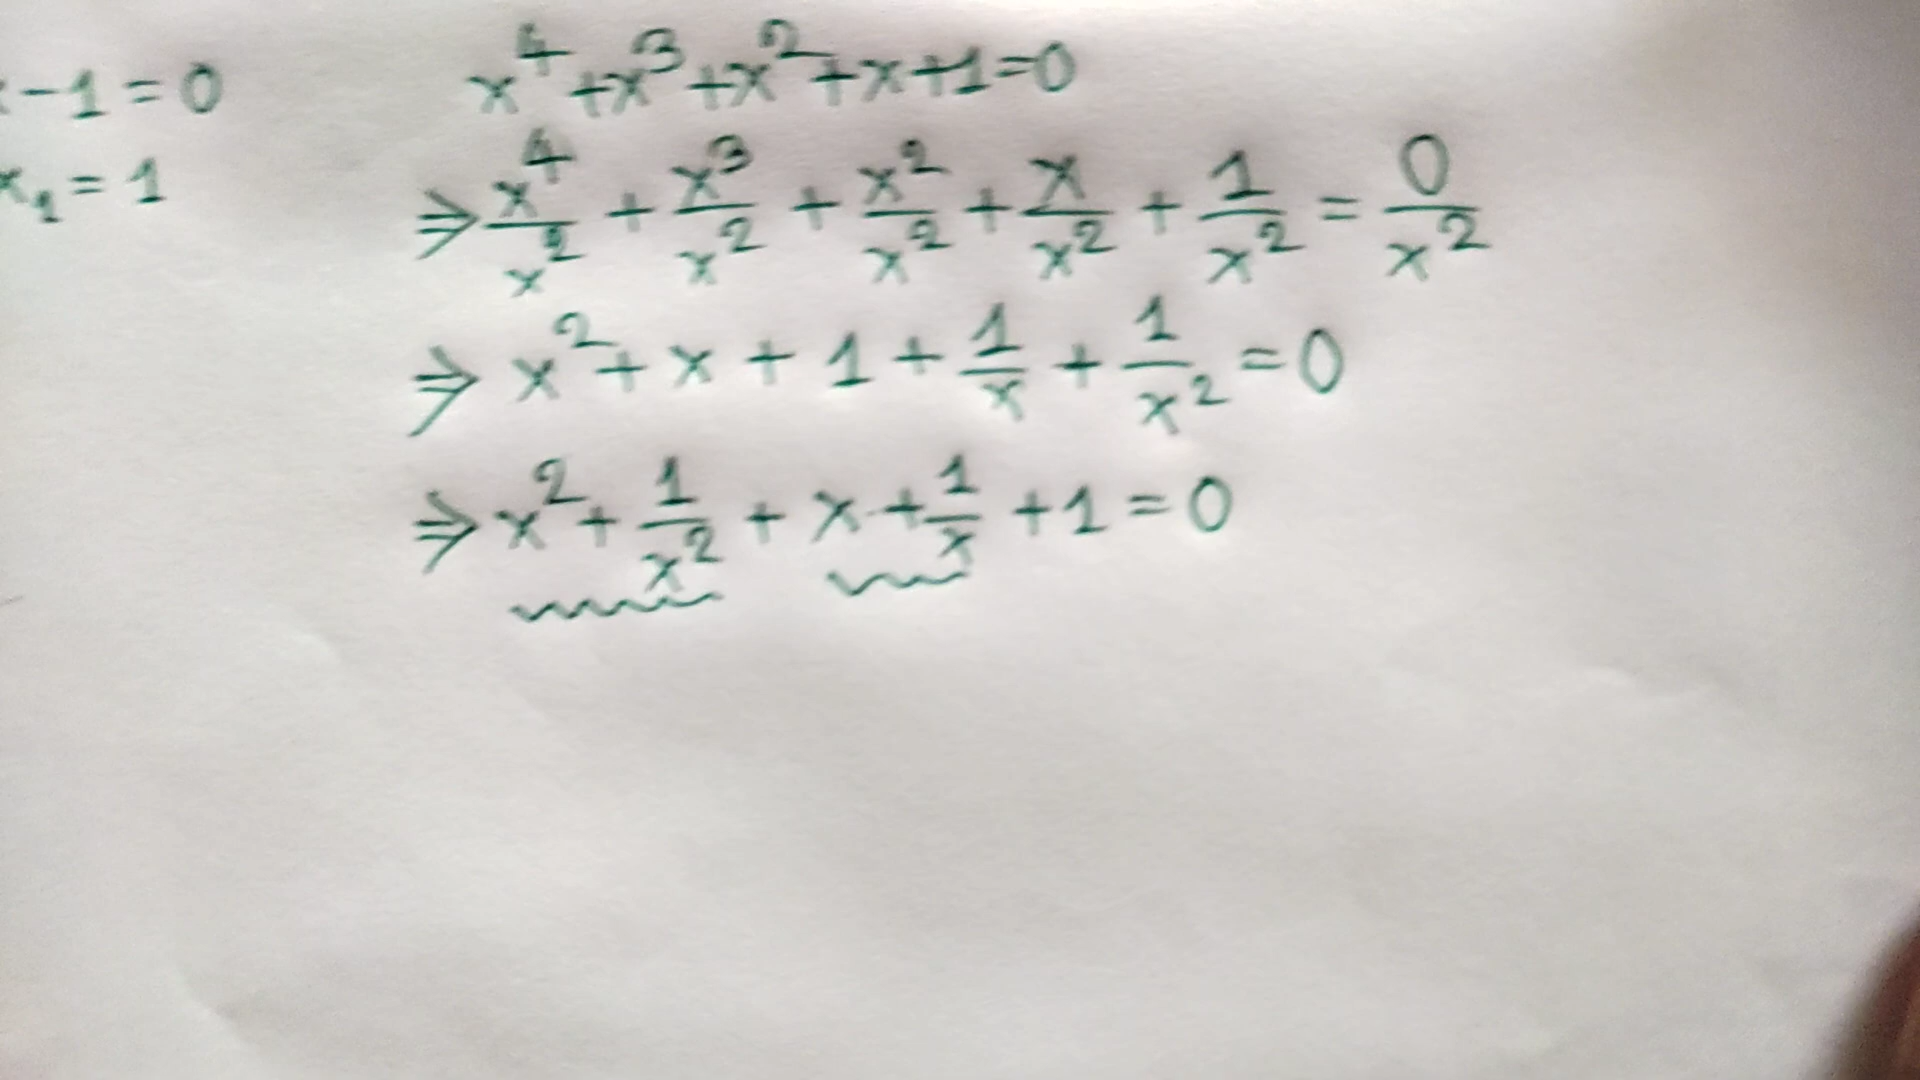 x-1=0
x₁=1
x⁴+x³+x²+x+1=0
⇒ x⁴/x² + x³/x² + x²/x² + x/x² + 1/x² = 0/x²
⇒ x² + x + 1 + 1/x + 1/x² = 0
⇒ x² + 1/x² + x + 1/x + 1 = 0